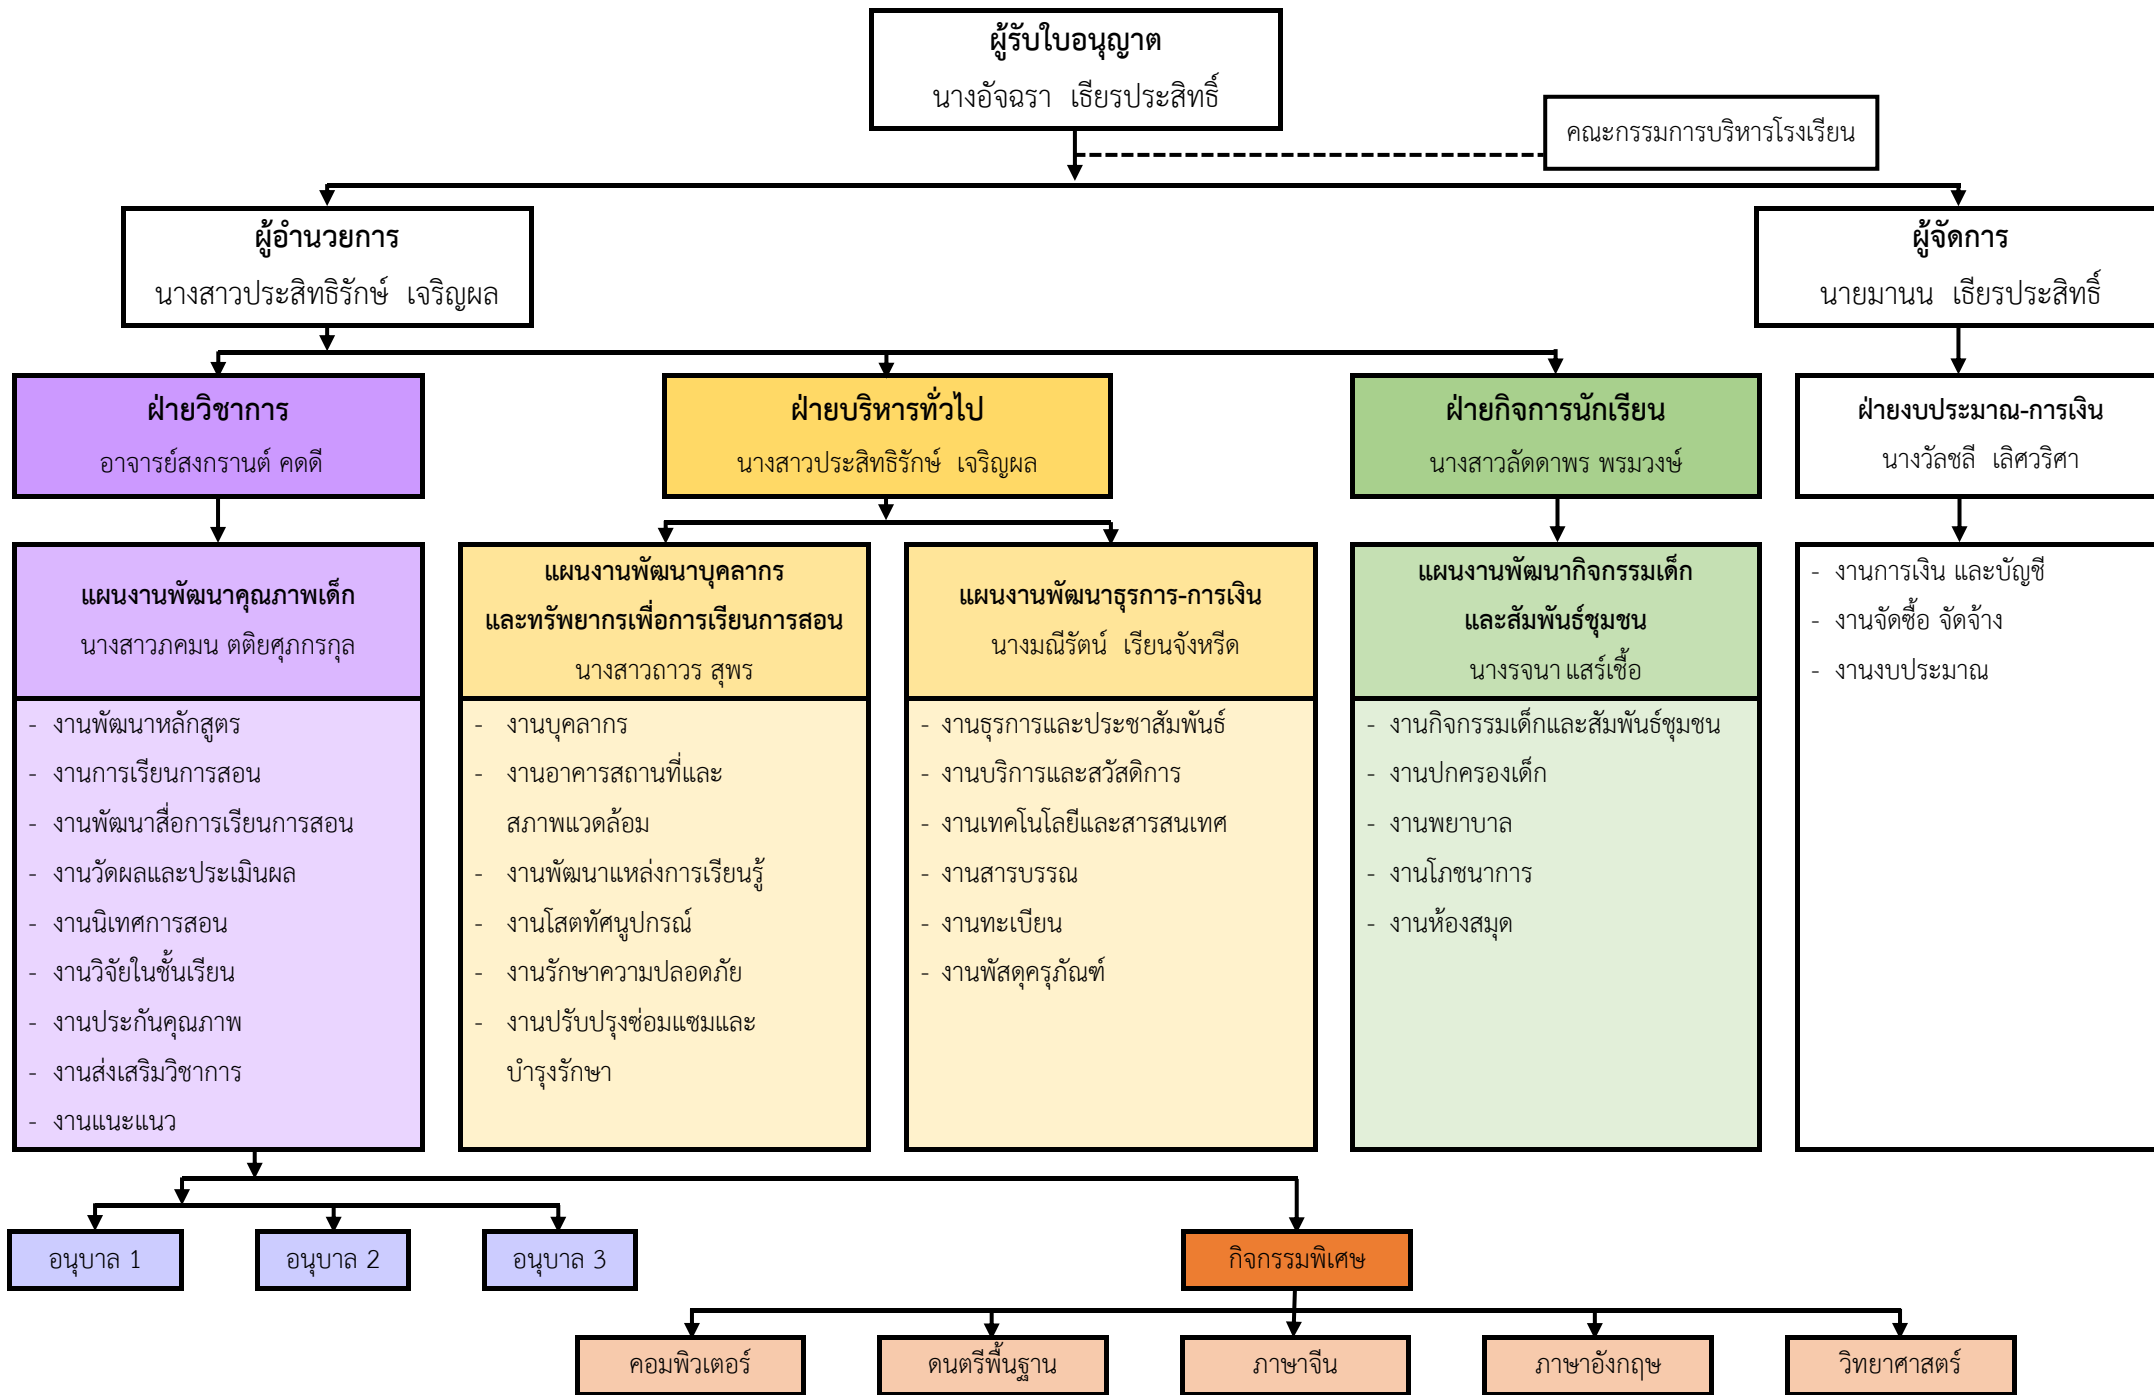 ผู้รับใบอนุญาต
นางอัจฉรา เธียรประสิทธิ์
คณะกรรมการบริหารโรงเรียน
ผู้อำนวยการ
นางสาวประสิทธิรักษ์ เจริญผล
ผู้จัดการ
นายมานน เธียรประสิทธิ์
ฝ่ายวิชาการ
อาจารย์สงกรานต์ คดดี
ฝ่ายบริหารทั่วไป
นางสาวประสิทธิรักษ์ เจริญผล
ฝ่ายกิจการนักเรียน
นางสาวลัดดาพร พรมวงษ์
ฝ่ายงบประมาณ-การเงิน
นางวัลชลี เลิศวริศา
แผนงานพัฒนาคุณภาพเด็ก
นางสาวภคมน ตติยศุภกรกุล
- งานพัฒนาหลักสูตร
- งานการเรียนการสอน
- งานพัฒนาสื่อการเรียนการสอน
- งานวัดผลและประเมินผล
- งานนิเทศการสอน
- งานวิจัยในชั้นเรียน
- งานประกันคุณภาพ
- งานส่งเสริมวิชาการ
- งานแนะแนว
แผนงานพัฒนาบุคลากร
และทรัพยากรเพื่อการเรียนการสอน
นางสาวถาวร สุพร
- งานบุคลากร
- งานอาคารสถานที่และ
สภาพแวดล้อม
- งานพัฒนาแหล่งการเรียนรู้
- งานโสตทัศนูปกรณ์
- งานรักษาความปลอดภัย
- งานปรับปรุงซ่อมแซมและ
บำรุงรักษา
แผนงานพัฒนาธุรการ-การเงิน
นางมณีรัตน์ เรียนจังหรีด
- งานธุรการและประชาสัมพันธ์
- งานบริการและสวัสดิการ
- งานเทคโนโลยีและสารสนเทศ
- งานสารบรรณ
- งานทะเบียน
- งานพัสดุครุภัณฑ์
แผนงานพัฒนากิจกรรมเด็ก
และสัมพันธ์ชุมชน
นางรจนา แสร์เชื้อ
- งานกิจกรรมเด็กและสัมพันธ์ชุมชน
- งานปกครองเด็ก
- งานพยาบาล
- งานโภชนาการ
- งานห้องสมุด
- งานการเงิน และบัญชี
- งานจัดซื้อ จัดจ้าง
- งานงบประมาณ
อนุบาล 1
อนุบาล 2
อนุบาล 3
กิจกรรมพิเศษ
คอมพิวเตอร์
ดนตรีพื้นฐาน
ภาษาจีน
ภาษาอังกฤษ
วิทยาศาสตร์